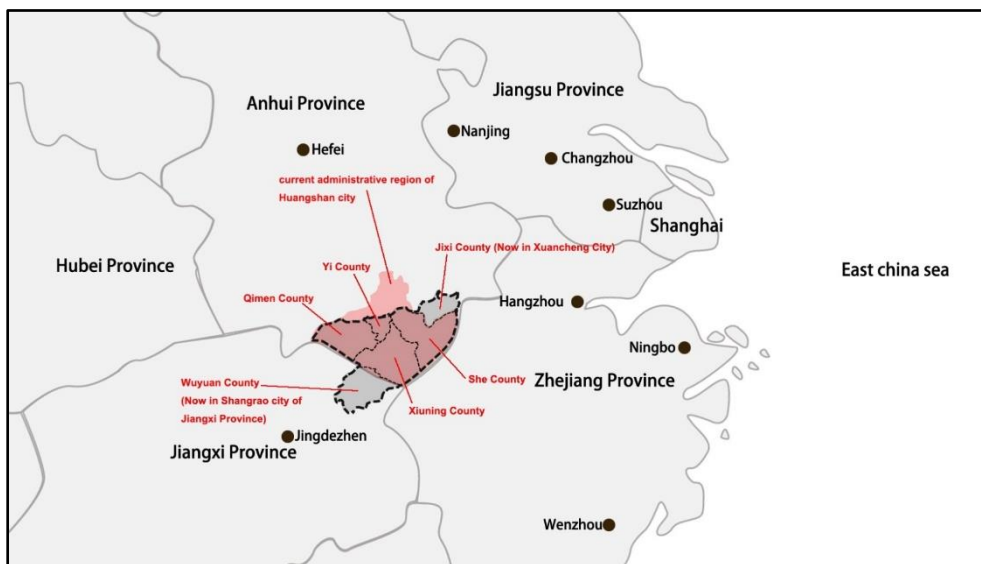 Jiangsu Province
Anhui Province
Nanjing
Hefei
Changzhou
current administrative region of
Huangshan city
Suzhou
Shanghai
Jixi County (Now in Xuancheng City)
Hubei Province
Yi County
East china sea
Qimen County
Hangzhou
Ningbo
She County
Zhejiang Province
Wuyuan County
(Now in Shangrao city of
Jiangxi Province)
Xiuning County
Jingdezhen
Jiangxi Province
Wenzhou